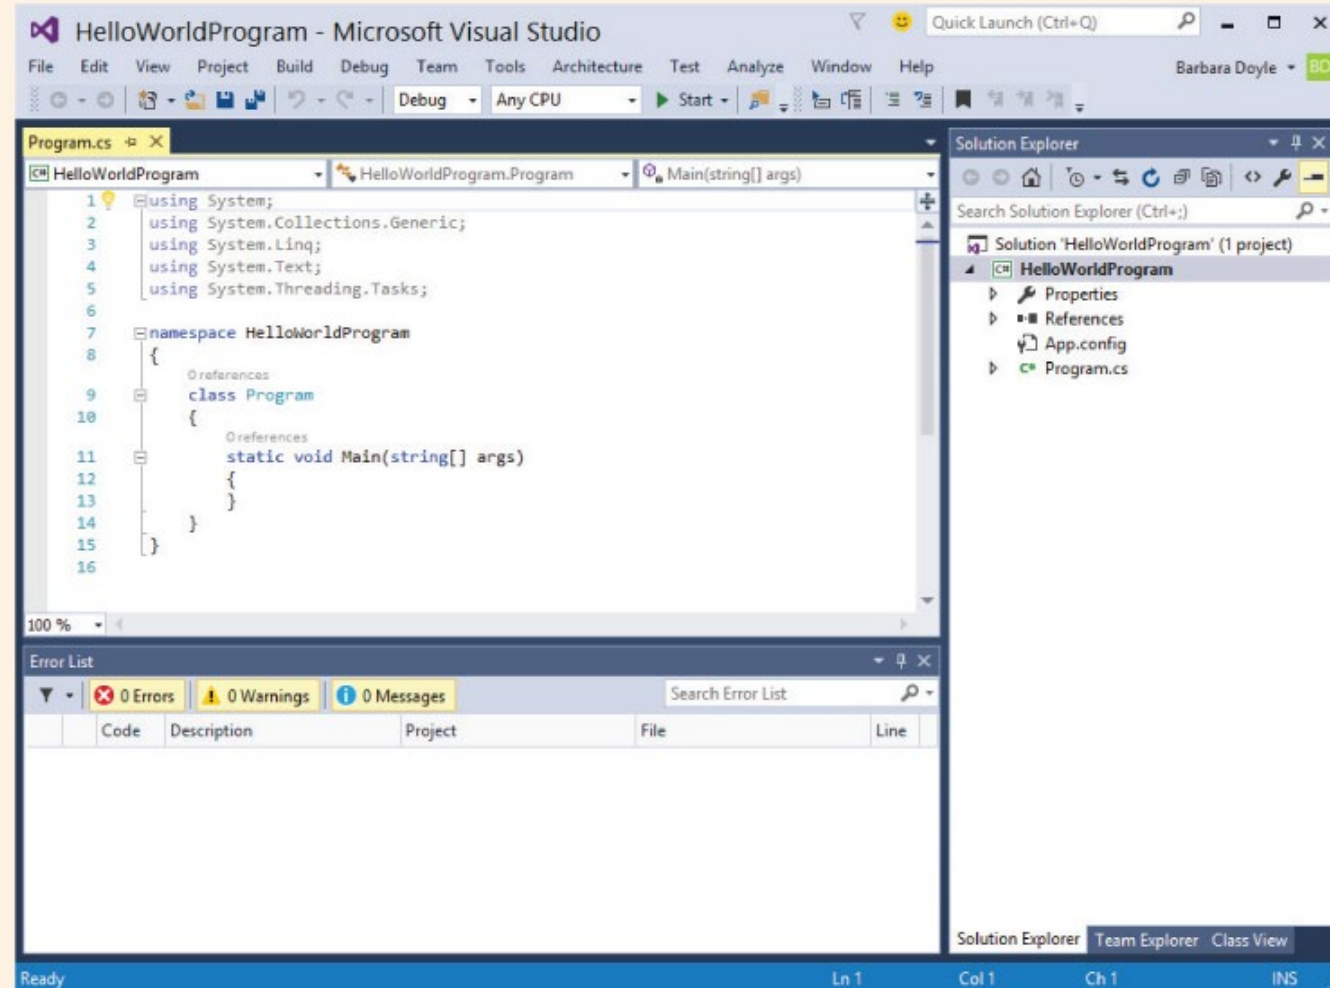 HelloWorldProgram - Microsoft Visual Studio
Quick Launch (Ctrl+Q)
File Edit View Project Build Debug Team Tools Architecture Test Analyze Window Help
Barbara Doyle BD
Debug Any CPU Start
Program.cs
HelloWorldProgram HelloWorldProgram.Program Main(string[] args)
1 using System;
2 using System.Collections.Generic;
3 using System.Linq;
4 using System.Text;
5 using System.Threading.Tasks;
6
7 namespace HelloWorldProgram
8 {
0 references
9 class Program
10 {
0 references
11 static void Main(string[] args)
12 {
13 }
14 }
15 }
16
100 %
Error List
0 Errors 0 Warnings 0 Messages Search Error List
Code Description Project File Line
Solution Explorer
Search Solution Explorer (Ctrl+;)
Solution 'HelloWorldProgram' (1 project)
C# HelloWorldProgram
Properties
References
App.config
C# Program.cs
Solution Explorer Team Explorer Class View
Ready Ln 1 Col 1 Ch 1 INS